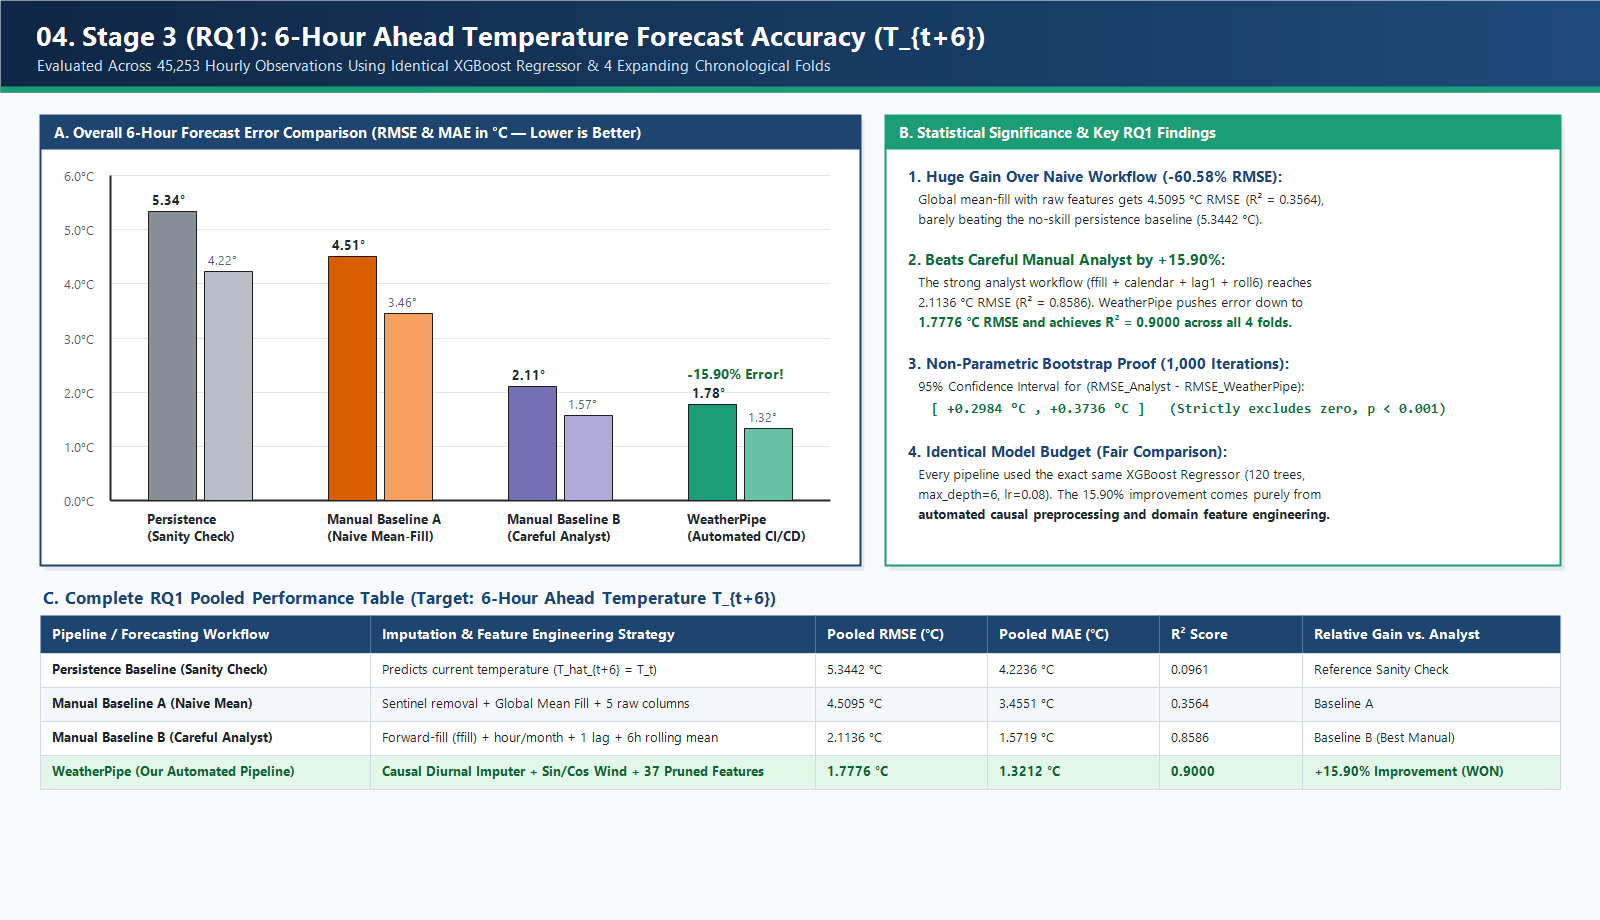 04. Stage 3 (RQ1): 6-Hour Ahead Temperature Forecast Accuracy (T_{t+6})
Evaluated Across 45,253 Hourly Observations Using Identical XGBoost Regressor & 4 Expanding Chronological Folds
A. Overall 6-Hour Forecast Error Comparison (RMSE & MAE in °C — Lower is Better)
6.0°C
5.0°C
4.0°C
3.0°C
2.0°C
1.0°C
0.0°C
5.34°
4.22°
4.51°
3.46°
2.11°
1.57°
-15.90% Error!
1.78°
1.32°
Persistence
(Sanity Check)
Manual Baseline A
(Naive Mean-Fill)
Manual Baseline B
(Careful Analyst)
WeatherPipe
(Automated CI/CD)
B. Statistical Significance & Key RQ1 Findings
1. Huge Gain Over Naive Workflow (-60.58% RMSE):
Global mean-fill with raw features gets 4.5095 °C RMSE (R² = 0.3564),
barely beating the no-skill persistence baseline (5.3442 °C).
2. Beats Careful Manual Analyst by +15.90%:
The strong analyst workflow (ffill + calendar + lag1 + roll6) reaches
2.1136 °C RMSE (R² = 0.8586). WeatherPipe pushes error down to
1.7776 °C RMSE and achieves R² = 0.9000 across all 4 folds.
3. Non-Parametric Bootstrap Proof (1,000 Iterations):
95% Confidence Interval for (RMSE_Analyst - RMSE_WeatherPipe):
[ +0.2984 °C , +0.3736 °C ] (Strictly excludes zero, p < 0.001)
4. Identical Model Budget (Fair Comparison):
Every pipeline used the exact same XGBoost Regressor (120 trees,
max_depth=6, lr=0.08). The 15.90% improvement comes purely from
automated causal preprocessing and domain feature engineering.
C. Complete RQ1 Pooled Performance Table (Target: 6-Hour Ahead Temperature T_{t+6})
Pipeline / Forecasting Workflow Imputation & Feature Engineering Strategy Pooled RMSE (°C) Pooled MAE (°C) R² Score Relative Gain vs. Analyst
Persistence Baseline (Sanity Check) Predicts current temperature (T_hat_{t+6} = T_t) 5.3442 °C 4.2236 °C 0.0961 Reference Sanity Check
Manual Baseline A (Naive Mean) Sentinel removal + Global Mean Fill + 5 raw columns 4.5095 °C 3.4551 °C 0.3564 Baseline A
Manual Baseline B (Careful Analyst) Forward-fill (ffill) + hour/month + 1 lag + 6h rolling mean 2.1136 °C 1.5719 °C 0.8586 Baseline B (Best Manual)
WeatherPipe (Our Automated Pipeline) Causal Diurnal Imputer + Sin/Cos Wind + 37 Pruned Features 1.7776 °C 1.3212 °C 0.9000 +15.90% Improvement (WON)